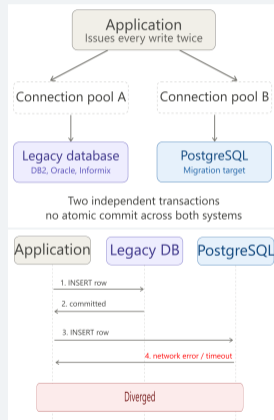 Application
Issues every write twice
Connection pool A
Connection pool B
Legacy database
DB2, Oracle, Informix
PostgreSQL
Migration target
Two independent transactions
no atomic commit across both systems
Application
Legacy DB
PostgreSQL
1. INSERT row
2. committed
3. INSERT row
4. network error / timeout
Diverged